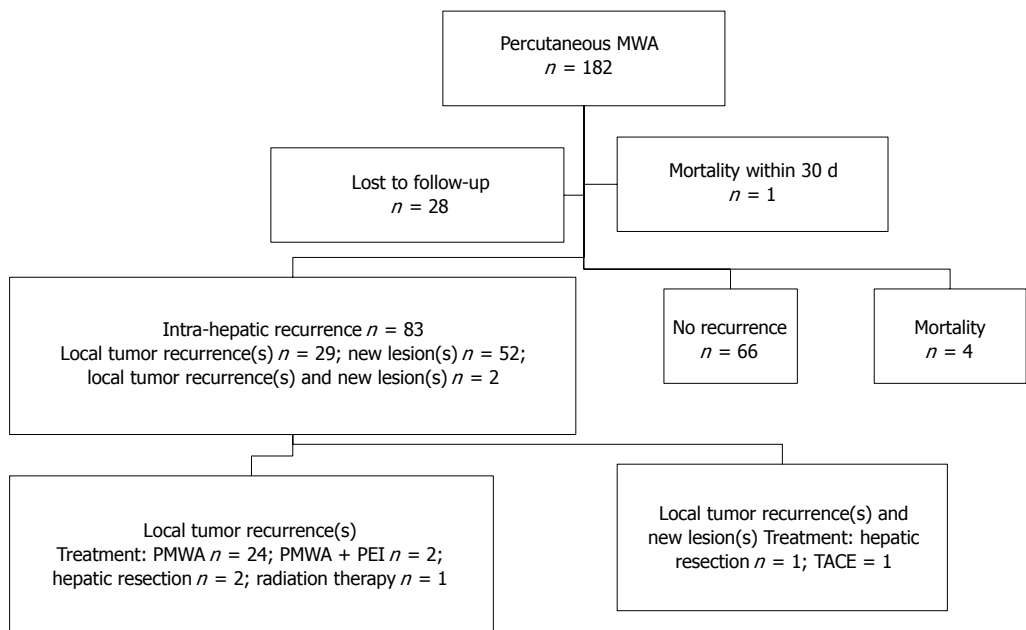 Percutaneous MWA
n = 182
Lost to follow-up
n = 28
Mortality within 30 d
n = 1
Intra-hepatic recurrence n = 83
Local tumor recurrence(s) n = 29; new lesion(s) n = 52;
local tumor recurrence(s) and new lesion(s) n = 2
No recurrence
n = 66
Mortality
n = 4
Local tumor recurrence(s)
Treatment: PMWA n = 24; PMWA + PEI n = 2;
hepatic resection n = 2; radiation therapy n = 1
Local tumor recurrence(s) and
new lesion(s) Treatment: hepatic
resection n = 1; TACE = 1